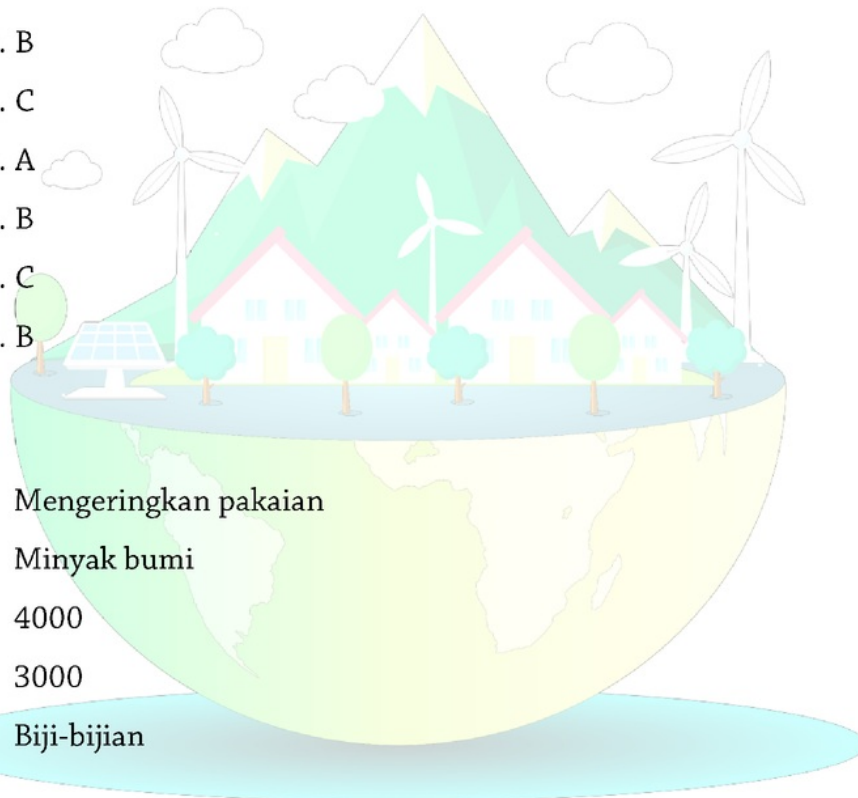 . B
. C
. A
. B
. C
. B
Mengeringkan pakaian
Minyak bumi
4000
3000
Biji-bijian